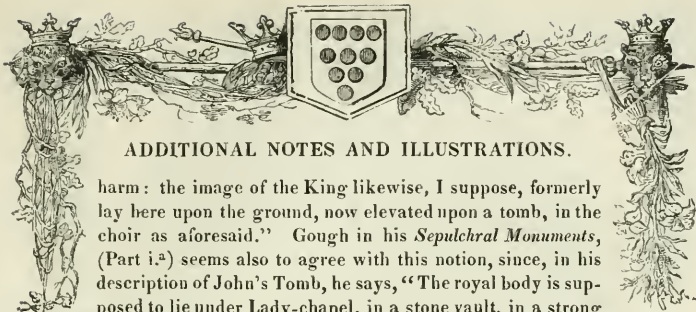 ADDITIONAL NOTES AND ILLUSTRATIONS.
harm: the image of the King likewise, I suppose, formerly
lay here upon the ground, now elevated upon a tomb, in the
choir as aforesaid." Gough in his Sepulchral Monuments,
(Part i.ª) seems also to agree with this notion, since, in his
description of John's Tomb, he says, "The royal body is sup-
posed to lie under Lady-chapel, in a stone vault, in a strong